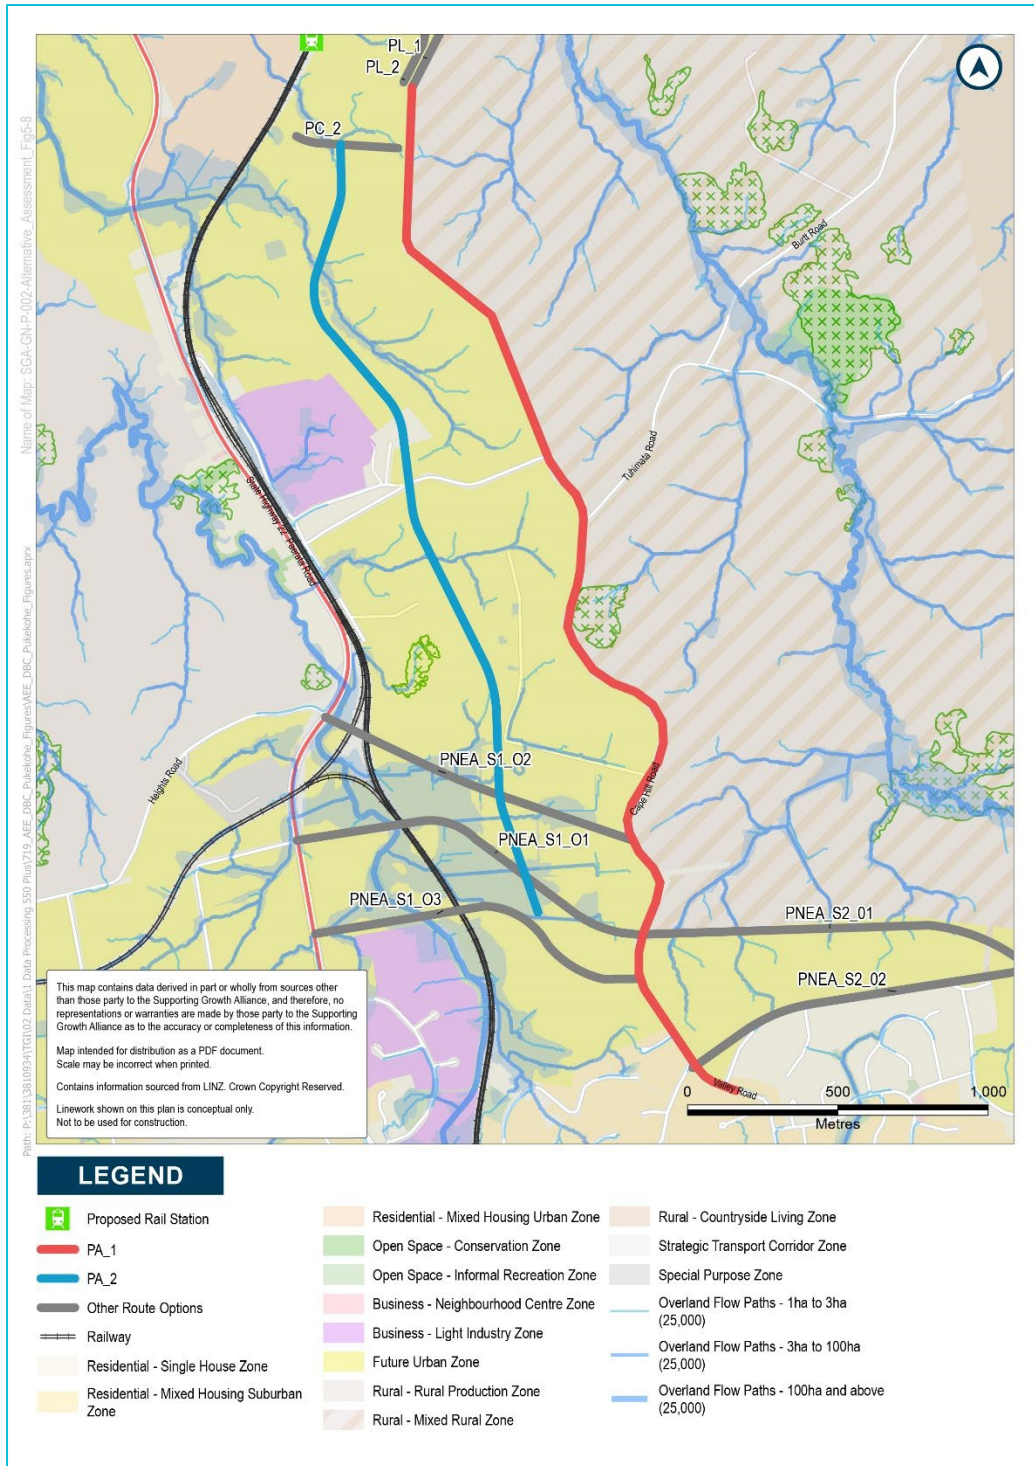 PL_1
PL_2
PC_2
Burtt Road
Tuhimata Road
State Highway 22
Paerata Road
Heights Road
PNEA_S1_O2
Cape Hill Road
PNEA_S1_O1
PNEA_S1_O3
PNEA_S2_01
PNEA_S2_02
Valley Road
0 500 1,000
Metres
This map contains data derived in part or wholly from sources other
than those party to the Supporting Growth Alliance, and therefore, no
representations or warranties are made by those party to the Supporting
Growth Alliance as to the accuracy or completeness of this information.
Map intended for distribution as a PDF document.
Scale may be incorrect when printed.
Contains information sourced from LINZ. Crown Copyright Reserved.
Linework shown on this plan is conceptual only.
Not to be used for construction.
Name of Map: SGA-GN-P-002-Alternative_Assessment_Fig5-8
LEGEND
Proposed Rail Station
PA_1
PA_2
Other Route Options
Railway
Residential - Single House Zone
Residential - Mixed Housing Suburban
Zone
Residential - Mixed Housing Urban Zone
Open Space - Conservation Zone
Open Space - Informal Recreation Zone
Business - Neighbourhood Centre Zone
Business - Light Industry Zone
Future Urban Zone
Rural - Rural Production Zone
Rural - Mixed Rural Zone
Rural - Countryside Living Zone
Strategic Transport Corridor Zone
Special Purpose Zone
Overland Flow Paths - 1ha to 3ha
(25,000)
Overland Flow Paths - 3ha to 100ha
(25,000)
Overland Flow Paths - 100ha and above
(25,000)